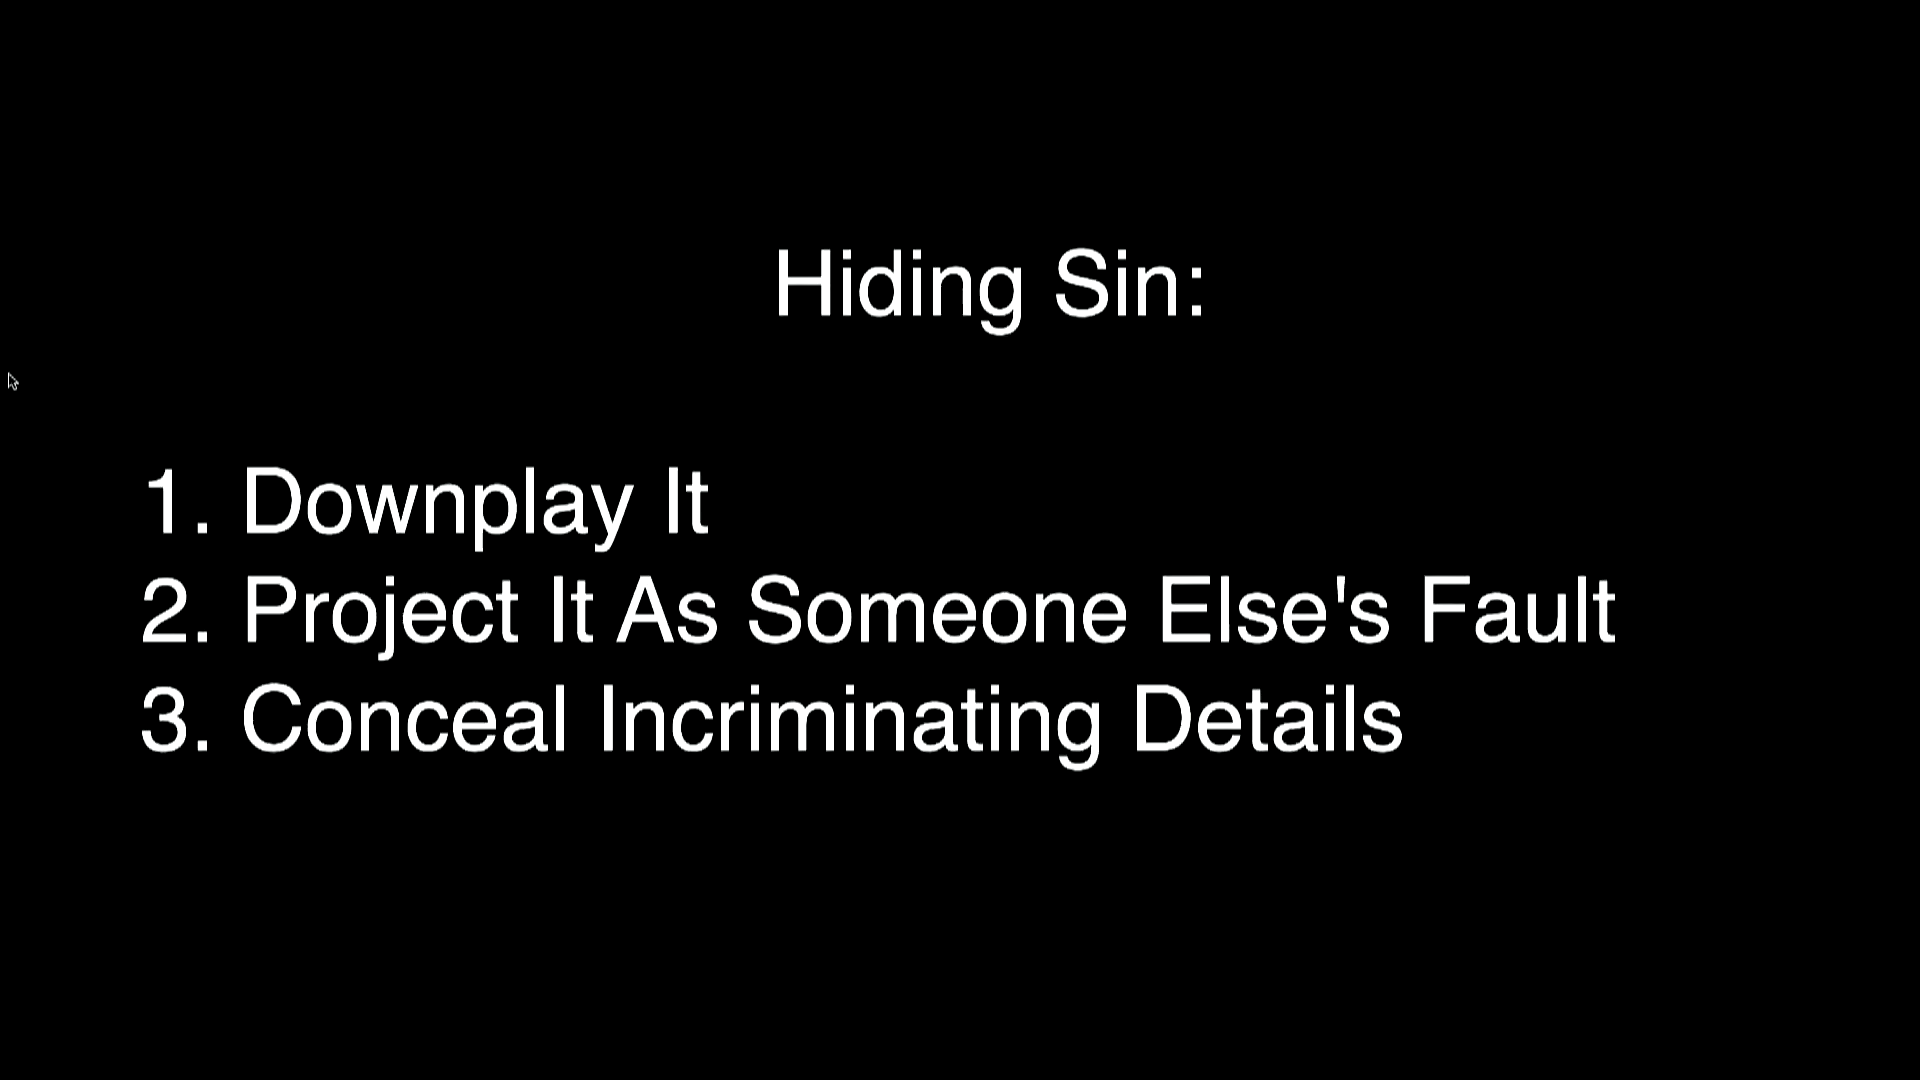 Hiding Sin:
1. Downplay It
2. Project It As Someone Else's Fault
3. Conceal Incriminating Details